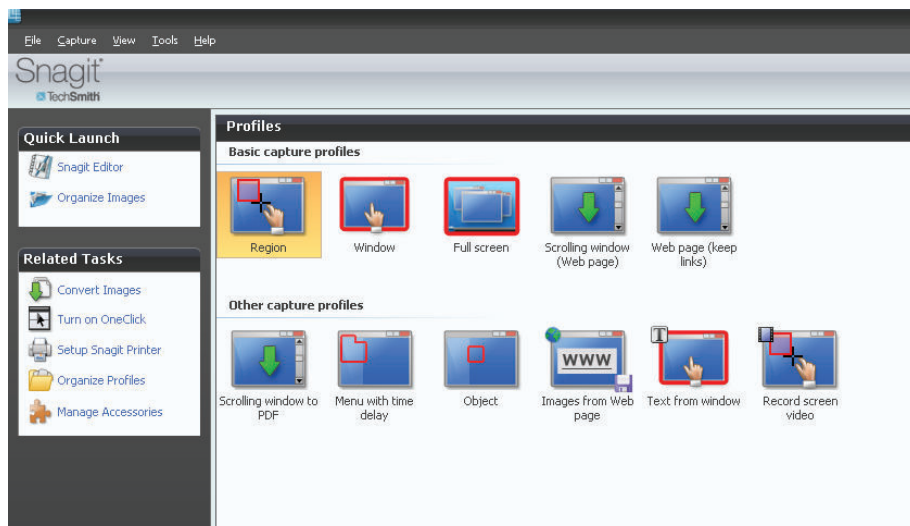 File Capture View Tools Help
Snagit
TechSmith
Quick Launch
Snagit Editor
Organize Images
Related Tasks
Convert Images
Turn on OneClick
Setup Snagit Printer
Organize Profiles
Manage Accessories
Profiles
Basic capture profiles
Region
Window
Full screen
Scrolling window
(Web page)
Web page (keep
links)
Other capture profiles
Scrolling window to
PDF
Menu with time
delay
Object
WWW
Images from Web
page
T
Text from window
Record screen
video